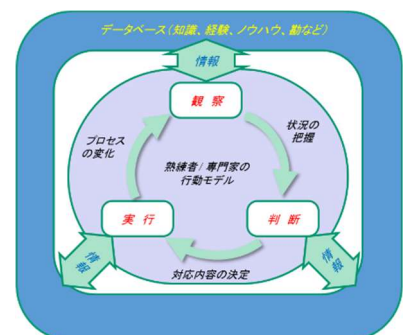 データベース（知識、経験、ノウハウ、勘など）
情報
観 察
プロセス
の変化
状況の
把握
熟練者/専門家の
行動モデル
実 行
判 断
情報
情報
対応内容の決定